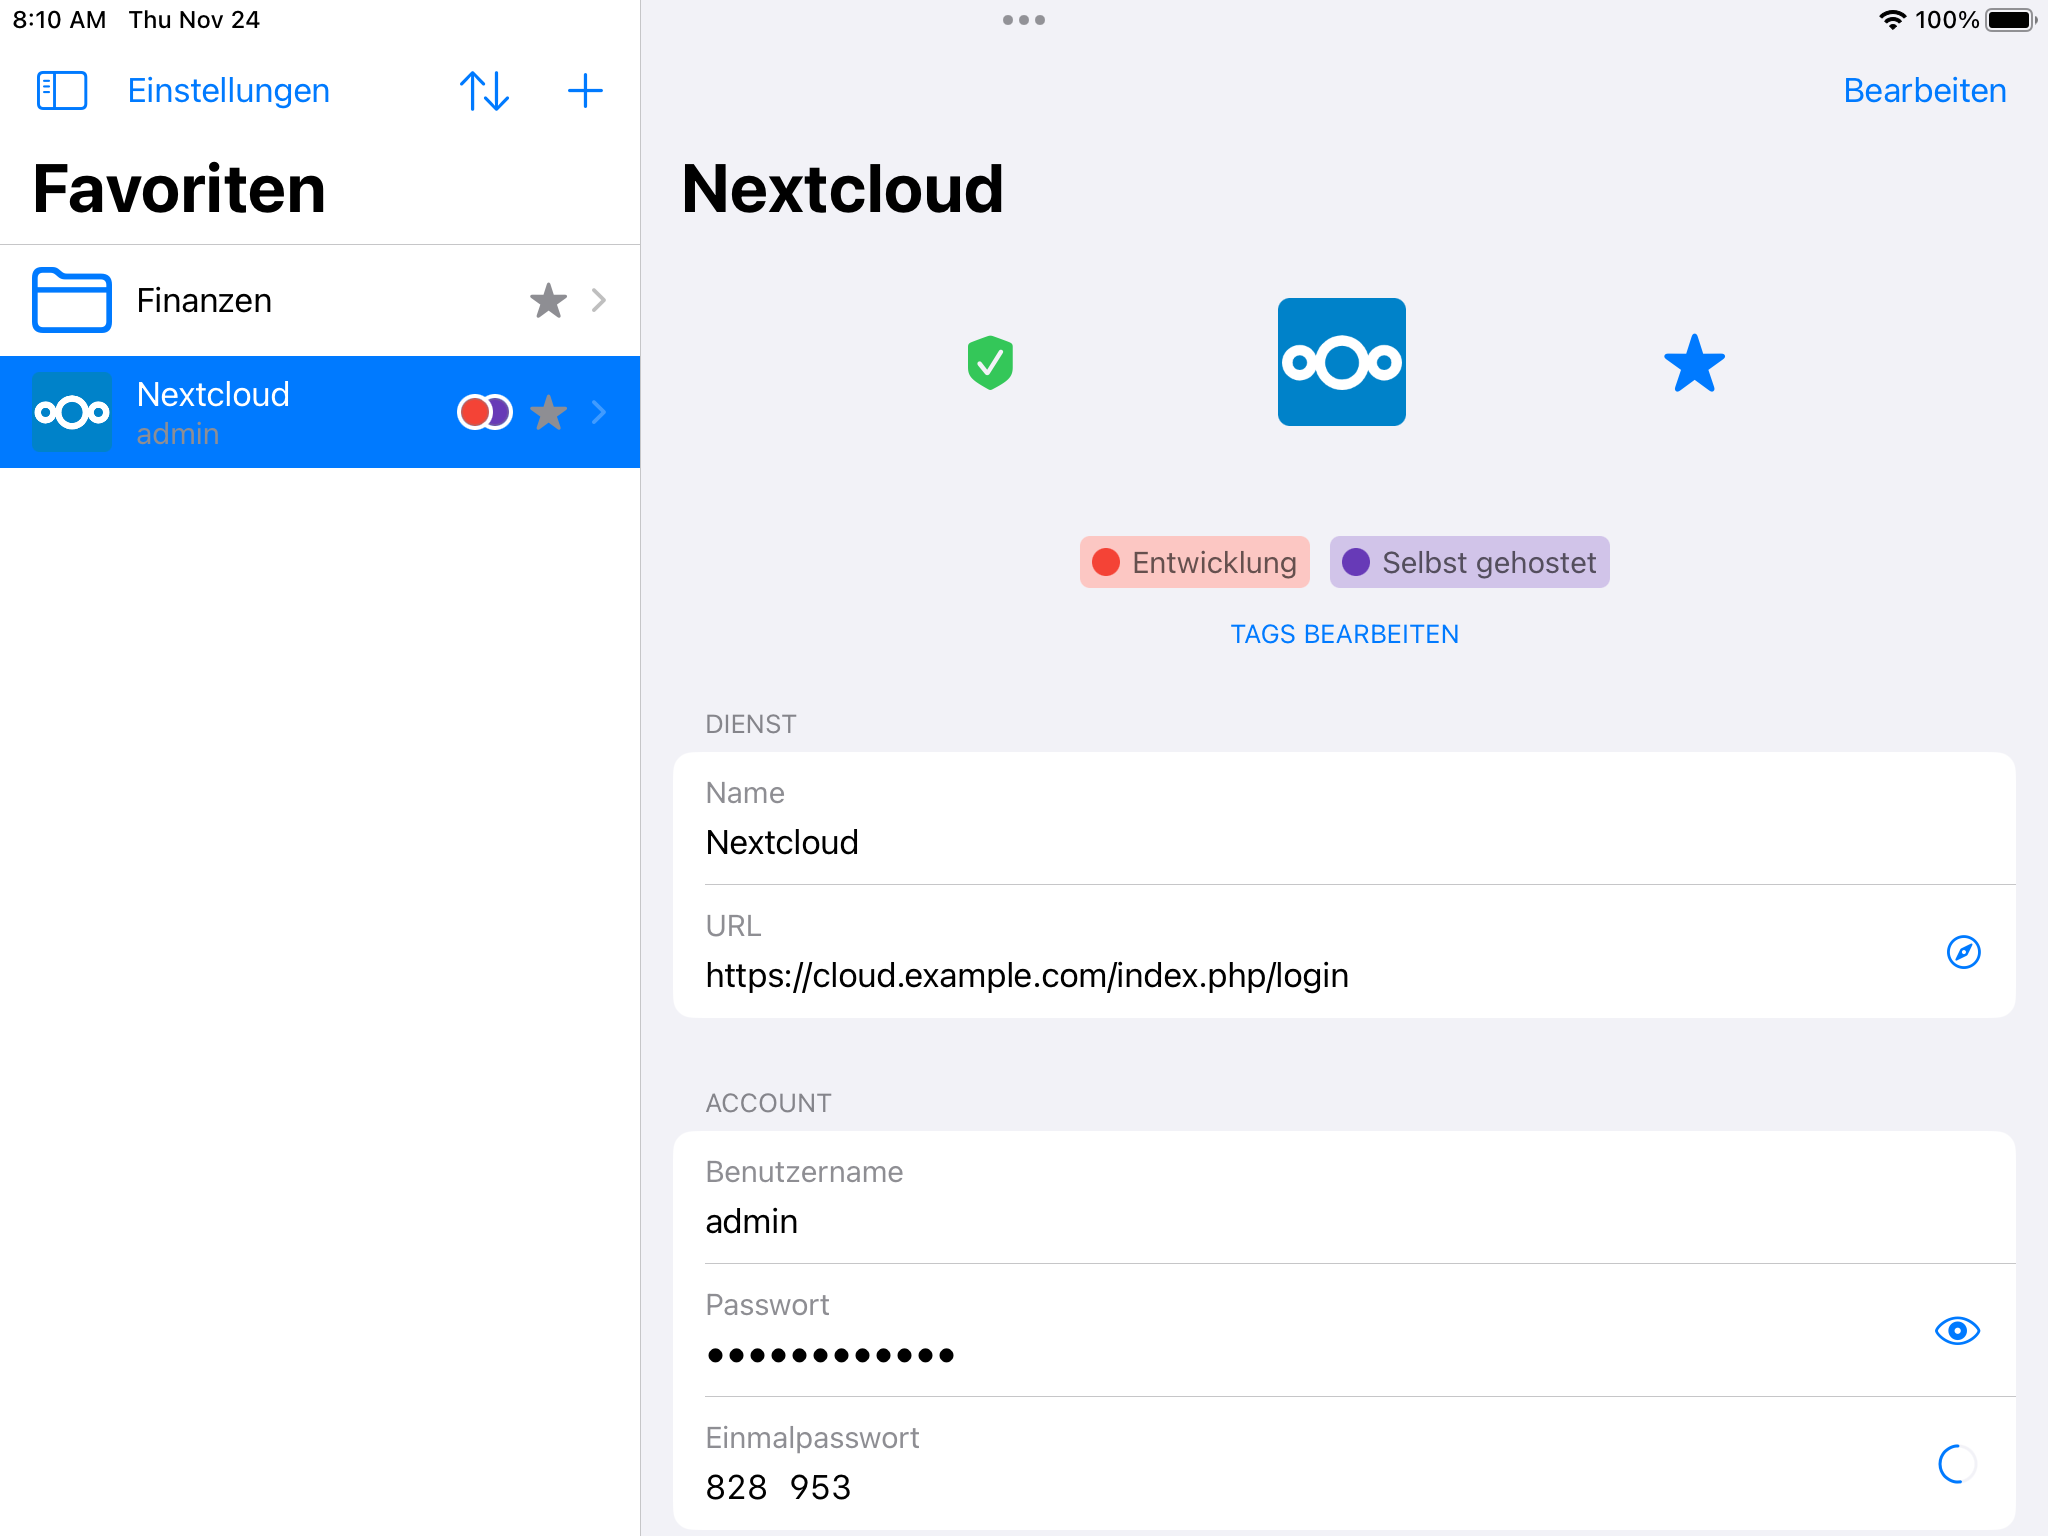 8:10 AM Thu Nov 24
100%
Einstellungen
Favoriten
Finanzen
Nextcloud
admin
Bearbeiten
Nextcloud
Entwicklung Selbst gehostet
TAGS BEARBEITEN
DIENST
Name
Nextcloud
URL
https://cloud.example.com/index.php/login
ACCOUNT
Benutzername
admin
Passwort
●●●●●●●●●●●●
Einmalpasswort
828 953